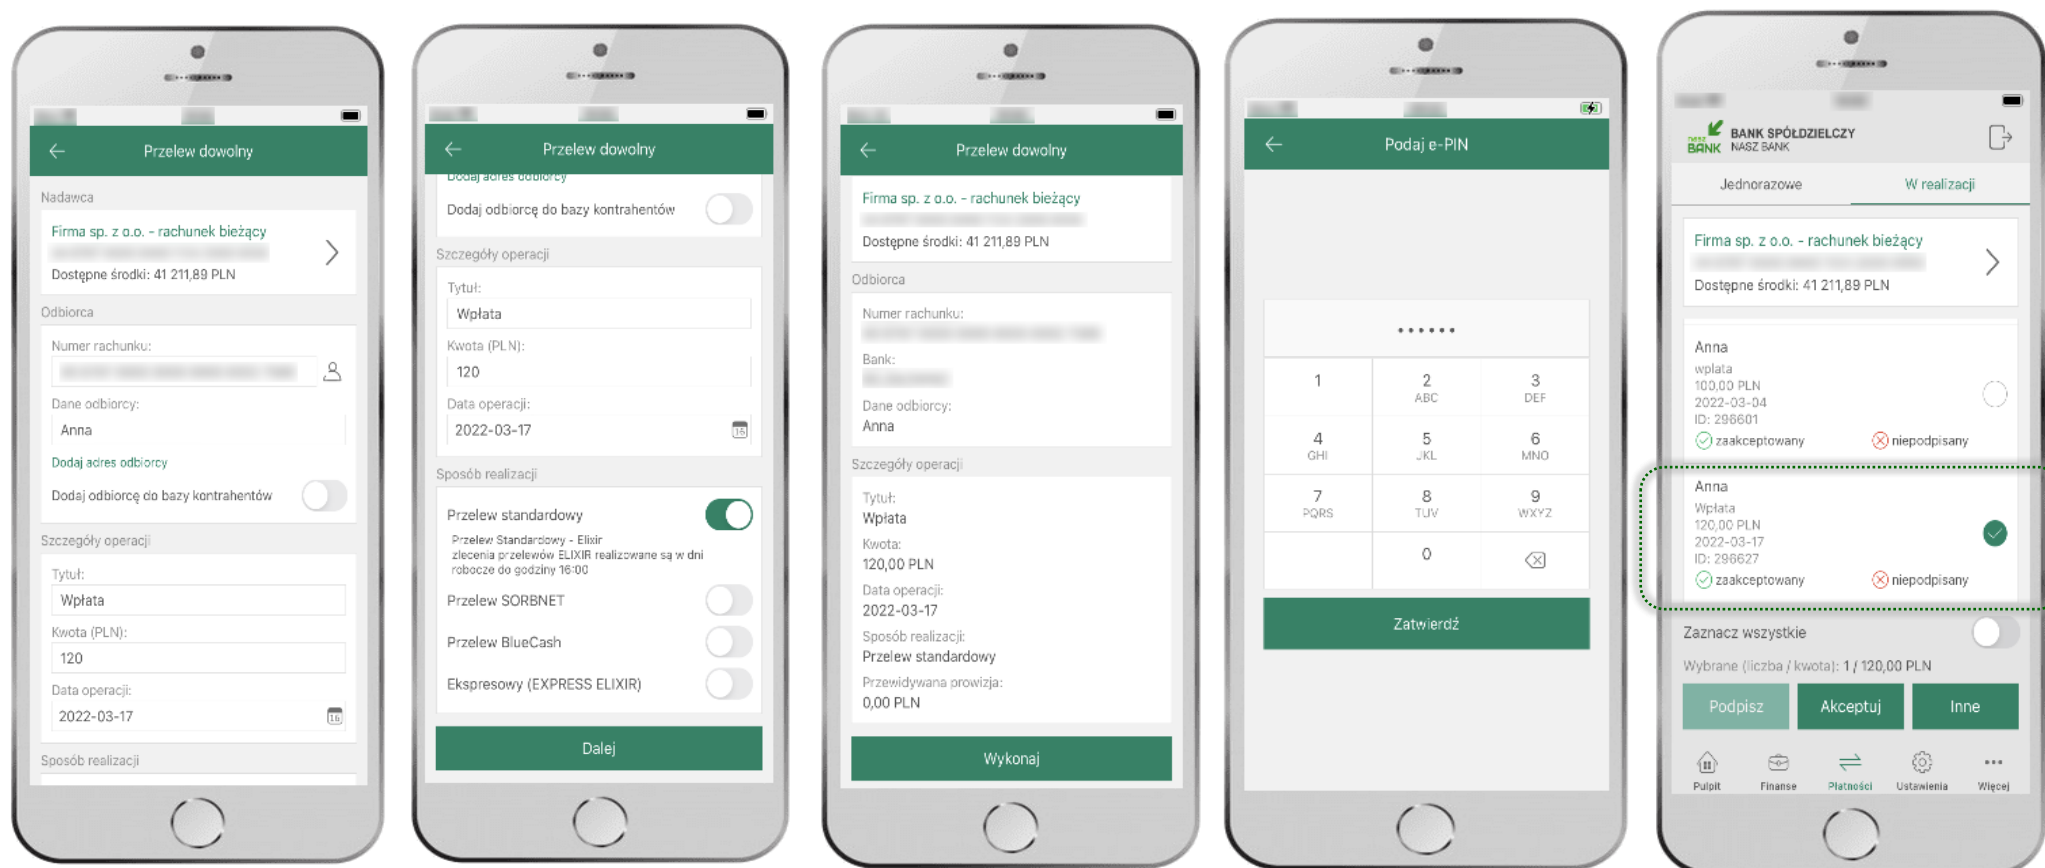 Przelew dowolny
Nadawca
Firma sp. z o.o. - rachunek bieżący
Dostępne środki: 41 211,89 PLN
Odbiorca
Numer rachunku:
Dane odbiorcy:
Anna
Dodaj adres odbiorcy
Dodaj odbiorcę do bazy kontrahentów
Szczegóły operacji
Tytuł:
Wpłata
Kwota (PLN):
120
Data operacji:
2022-03-17
16
Sposób realizacji
Przelew dowolny
Dodaj adres odbiorcy
Dodaj odbiorcę do bazy kontrahentów
Szczegóły operacji
Tytuł:
Wpłata
Kwota (PLN):
120
Data operacji:
2022-03-17
16
Sposób realizacji
Przelew standardowy
Przelew Standardowy - Elixir
zlecenia przelewów ELIXIR realizowane są w dni
robocze do godziny 16:00
Przelew SORBNET
Przelew BlueCash
Ekspresowy (EXPRESS ELIXIR)
Dalej
Przelew dowolny
Firma sp. z o.o. - rachunek bieżący
Dostępne środki: 41 211,89 PLN
Odbiorca
Numer rachunku:
Bank:
Dane odbiorcy:
Anna
Szczegóły operacji
Tytuł:
Wpłata
Kwota:
120,00 PLN
Data operacji:
2022-03-17
Sposób realizacji:
Przelew standardowy
Przewidywana prowizja:
0,00 PLN
Wykonaj
Podaj e-PIN
••••••
1 2 3
ABC DEF
4 5 6
GHI JKL MNO
7 8 9
PQRS TUV WXYZ
0
Zatwierdź
nasz BANK
BANK SPÓŁDZIELCZY
NASZ BANK
Jednorazowe W realizacji
Firma sp. z o.o. - rachunek bieżący
Dostępne środki: 41 211,89 PLN
Anna
wplata
100,00 PLN
2022-03-04
ID: 296601
zaakceptowany niepodpisany
Anna
Wpłata
120,00 PLN
2022-03-17
ID: 296627
zaakceptowany niepodpisany
Zaznacz wszystkie
Wybrane (liczba / kwota): 1 / 120,00 PLN
Podpisz Akceptuj Inne
Pulpit Finanse Płatności Ustawienia Więcej